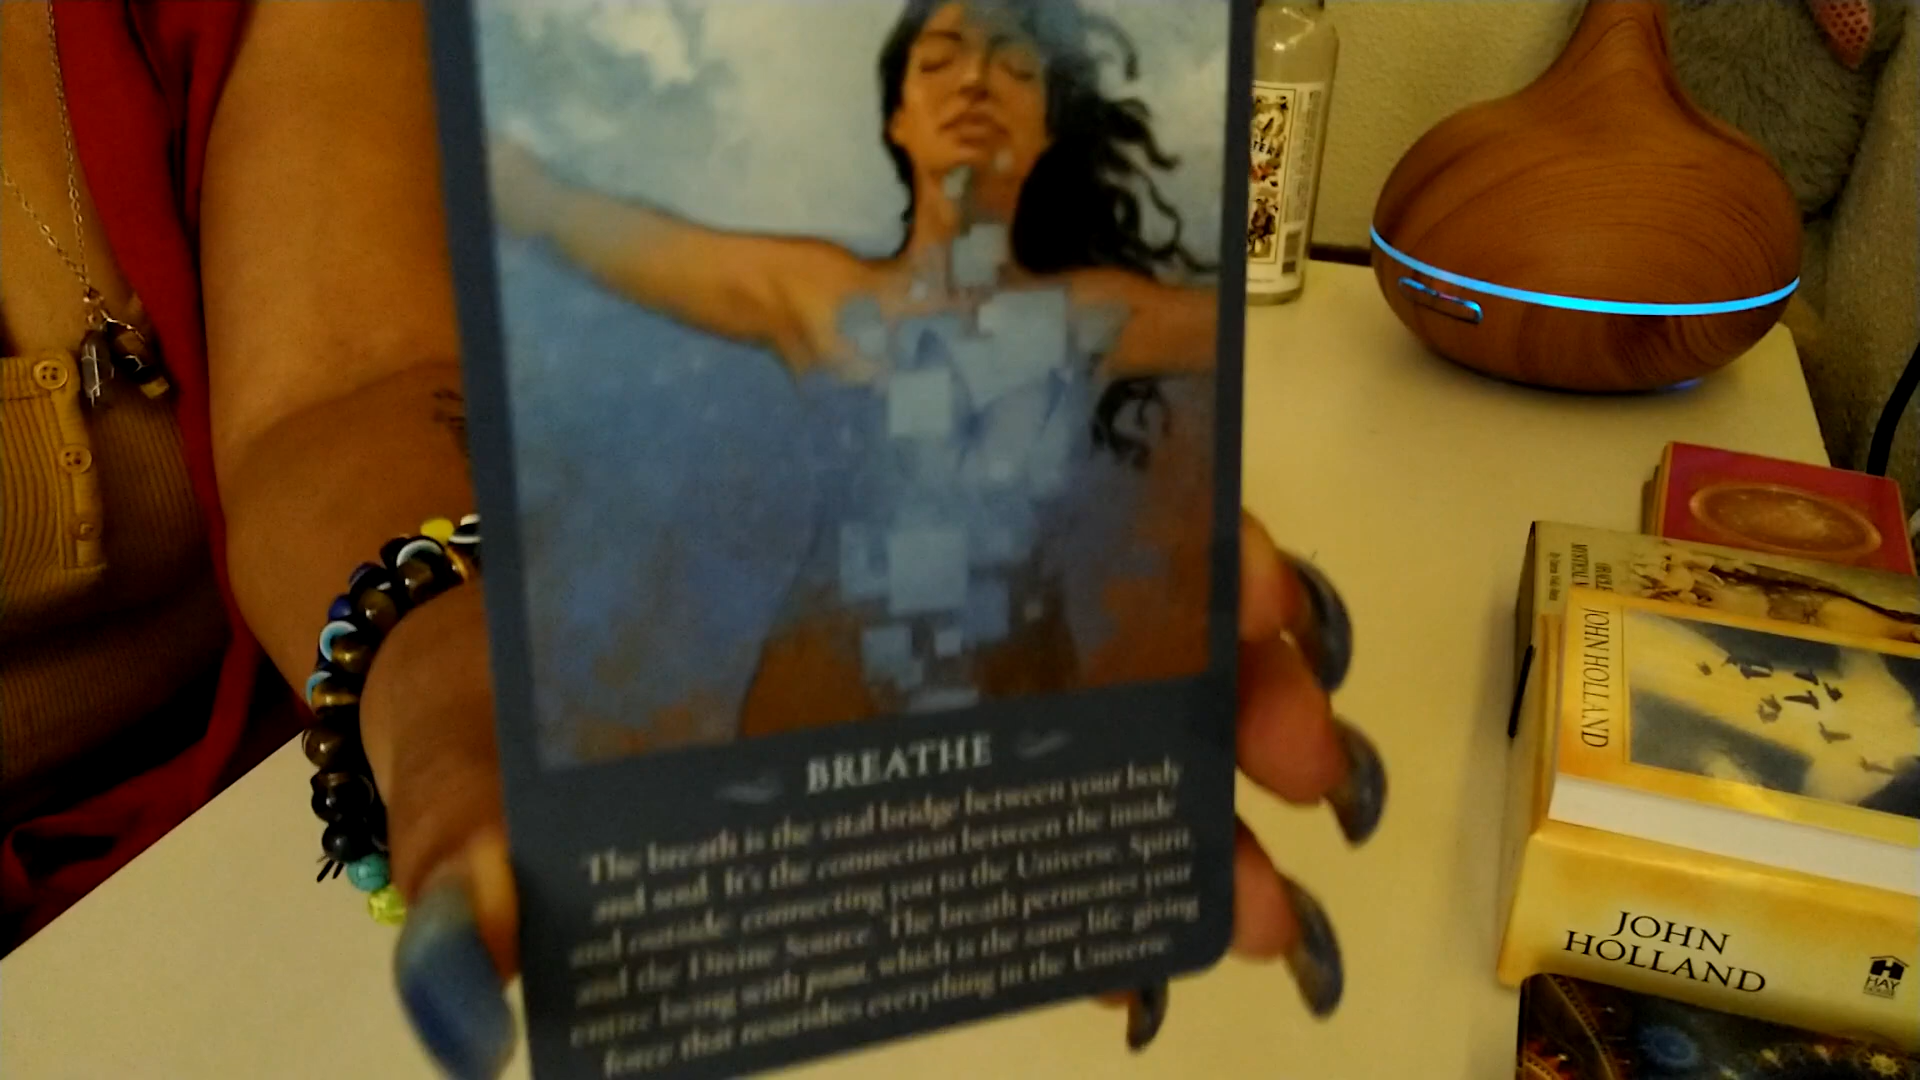 BREATHE
The breath is the vital bridge between your body
and soul. It's the connection between the inside
and outside: connecting you to the Universe, Spirit,
and the Divine Source. The breath permeates your
entire being with prana, which is the same life-giving
force that nourishes everything in the Universe
JOHN HOLLAND
JOHN
HOLLAND
HAY
HOUSE